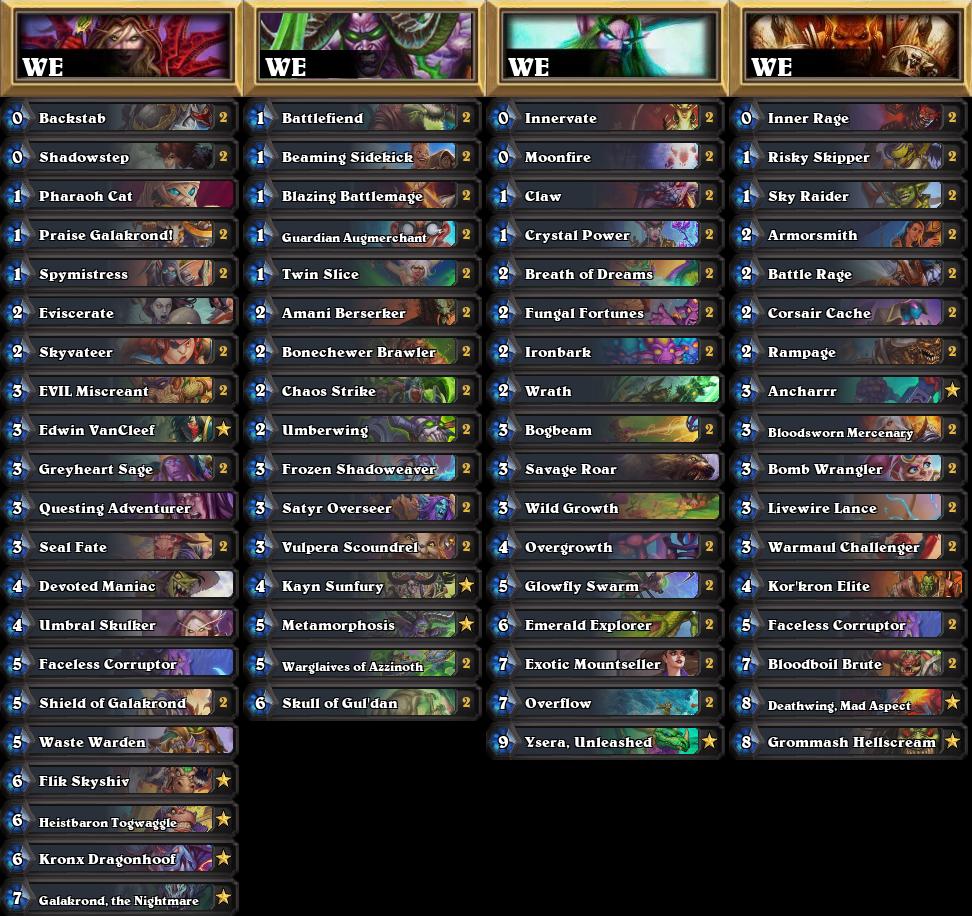 WE
0 Backstab 2
0 Shadowstep 2
1 Pharaoh Cat
1 Praise Galakrond! 2
1 Spymistress 2
2 Eviscerate
2 Skyvateer 2
3 EVIL Miscreant 2
3 Edwin VanCleef
3 Greyheart Sage 2
3 Questing Adventurer
3 Seal Fate 2
4 Devoted Maniac
4 Umbral Skulker
5 Faceless Corruptor
5 Shield of Galakrond 2
5 Waste Warden
6 Flik Skyshiv
6 Heistbaron Togwaggle
6 Kronx Dragonhoof
7 Galakrond, the Nightmare
WE
1 Battlefiend 2
1 Beaming Sidekick 2
1 Blazing Battlemage 2
1 Guardian Augmerchant 2
1 Twin Slice 2
2 Amani Berserker 2
2 Bonechewer Brawler 2
2 Chaos Strike 2
2 Umberwing 2
3 Frozen Shadoweaver 2
3 Satyr Overseer 2
3 Vulpera Scoundrel 2
4 Kayn Sunfury
5 Metamorphosis
5 Warglaives of Azzinoth 2
6 Skull of Gul'dan 2
WE
0 Innervate 2
0 Moonfire 2
1 Claw 2
1 Crystal Power 2
2 Breath of Dreams 2
2 Fungal Fortunes 2
2 Ironbark 2
2 Wrath
3 Bogbeam 2
3 Savage Roar
3 Wild Growth
4 Overgrowth 2
5 Glowfly Swarm 2
6 Emerald Explorer 2
7 Exotic Mountseller 2
7 Overflow 2
9 Ysera, Unleashed
WE
0 Inner Rage 2
1 Risky Skipper 2
1 Sky Raider 2
2 Armorsmith 2
2 Battle Rage 2
2 Corsair Cache 2
2 Rampage 2
3 Ancharrr
3 Bloodsworn Mercenary 2
3 Bomb Wrangler 2
3 Livewire Lance 2
3 Warmaul Challenger 2
4 Kor'kron Elite
5 Faceless Corruptor 2
7 Bloodboil Brute 2
8 Deathwing, Mad Aspect
8 Grommash Hellscream